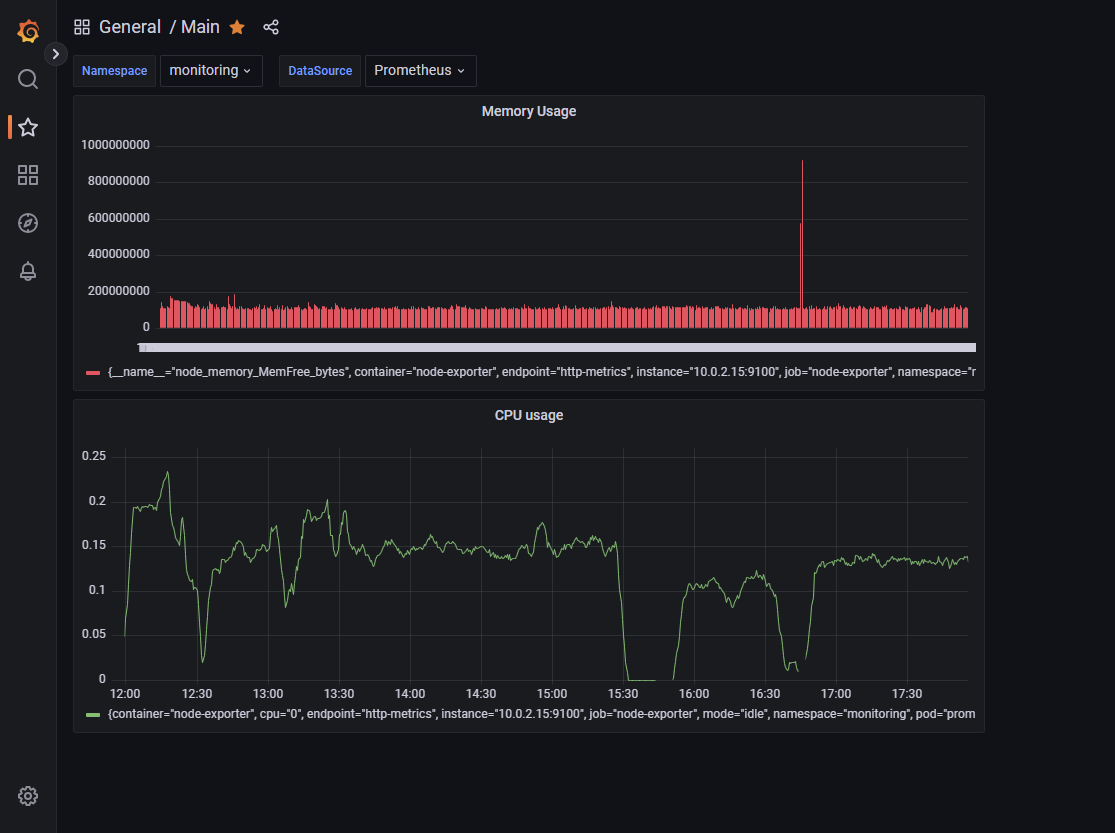 General / Main
Namespace monitoring DataSource Prometheus
Memory Usage
1000000000
800000000
600000000
400000000
200000000
0
{__name__="node_memory_MemFree_bytes", container="node-exporter", endpoint="http-metrics", instance="10.0.2.15:9100", job="node-exporter", namespace="
CPU usage
0.25
0.2
0.15
0.1
0.05
0
12:00 12:30 13:00 13:30 14:00 14:30 15:00 15:30 16:00 16:30 17:00 17:30
{container="node-exporter", cpu="0", endpoint="http-metrics", instance="10.0.2.15:9100", job="node-exporter", mode="idle", namespace="monitoring", pod="prom